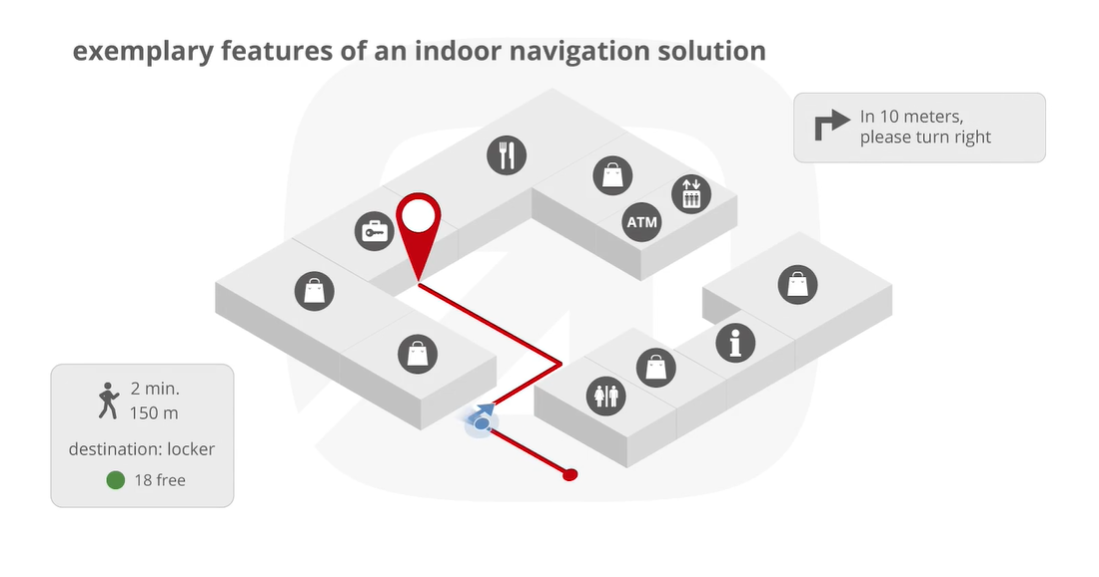 exemplary features of an indoor navigation solution
In 10 meters,
please turn right
ATM
2 min.
150 m
destination: locker
18 free